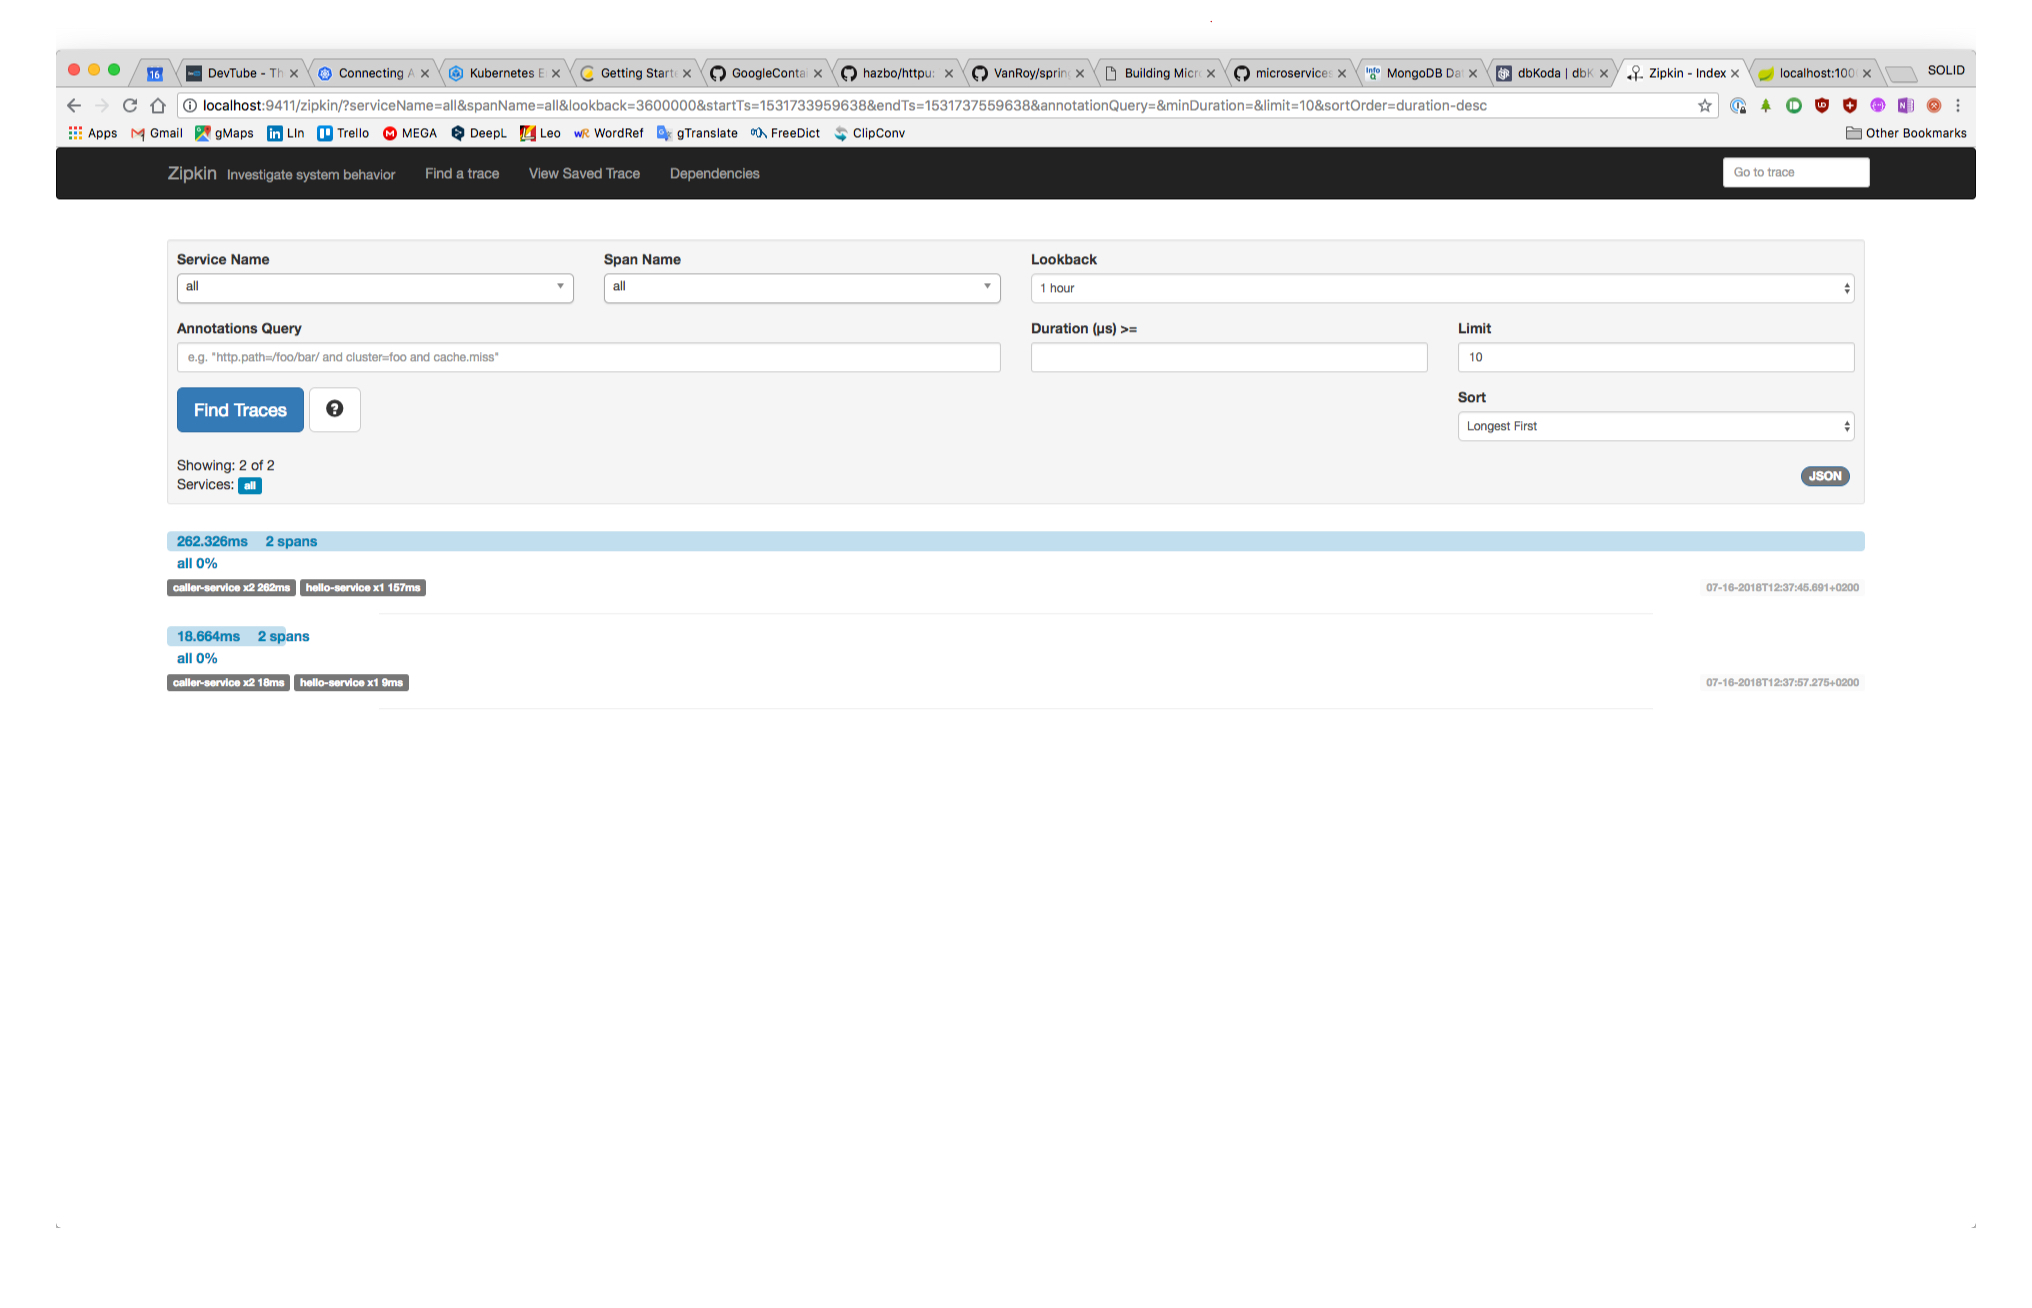 16 DevTube - Th Connecting A Kubernetes E Getting Start GoogleContai hazbo/httpu: VanRoy/sprin Building Micr microservices MongoDB Da dbKoda | dbK Zipkin - Index localhost:100 SOLID
localhost:9411/zipkin/?serviceName=all&spanName=all&lookback=3600000&startTs=1531733959638&endTs=1531737559638&annotationQuery=&minDuration=&limit=10&sortOrder=duration-desc
Apps Gmail gMaps LIn Trello MEGA DeepL Leo WordRef gTranslate FreeDict ClipConv Other Bookmarks
Zipkin Investigate system behavior Find a trace View Saved Trace Dependencies Go to trace
Service Name Span Name Lookback
all all 1 hour
Annotations Query Duration (μs) >= Limit
e.g. "http.path=/foo/bar/ and cluster=foo and cache.miss" 10
Find Traces ? Sort
Longest First
Showing: 2 of 2
Services: all JSON
262.326ms 2 spans
all 0%
caller-service x2 262ms hello-service x1 157ms 07-16-2018T12:37:45.691+0200
18.664ms 2 spans
all 0%
caller-service x2 18ms hello-service x1 9ms 07-16-2018T12:37:57.275+0200